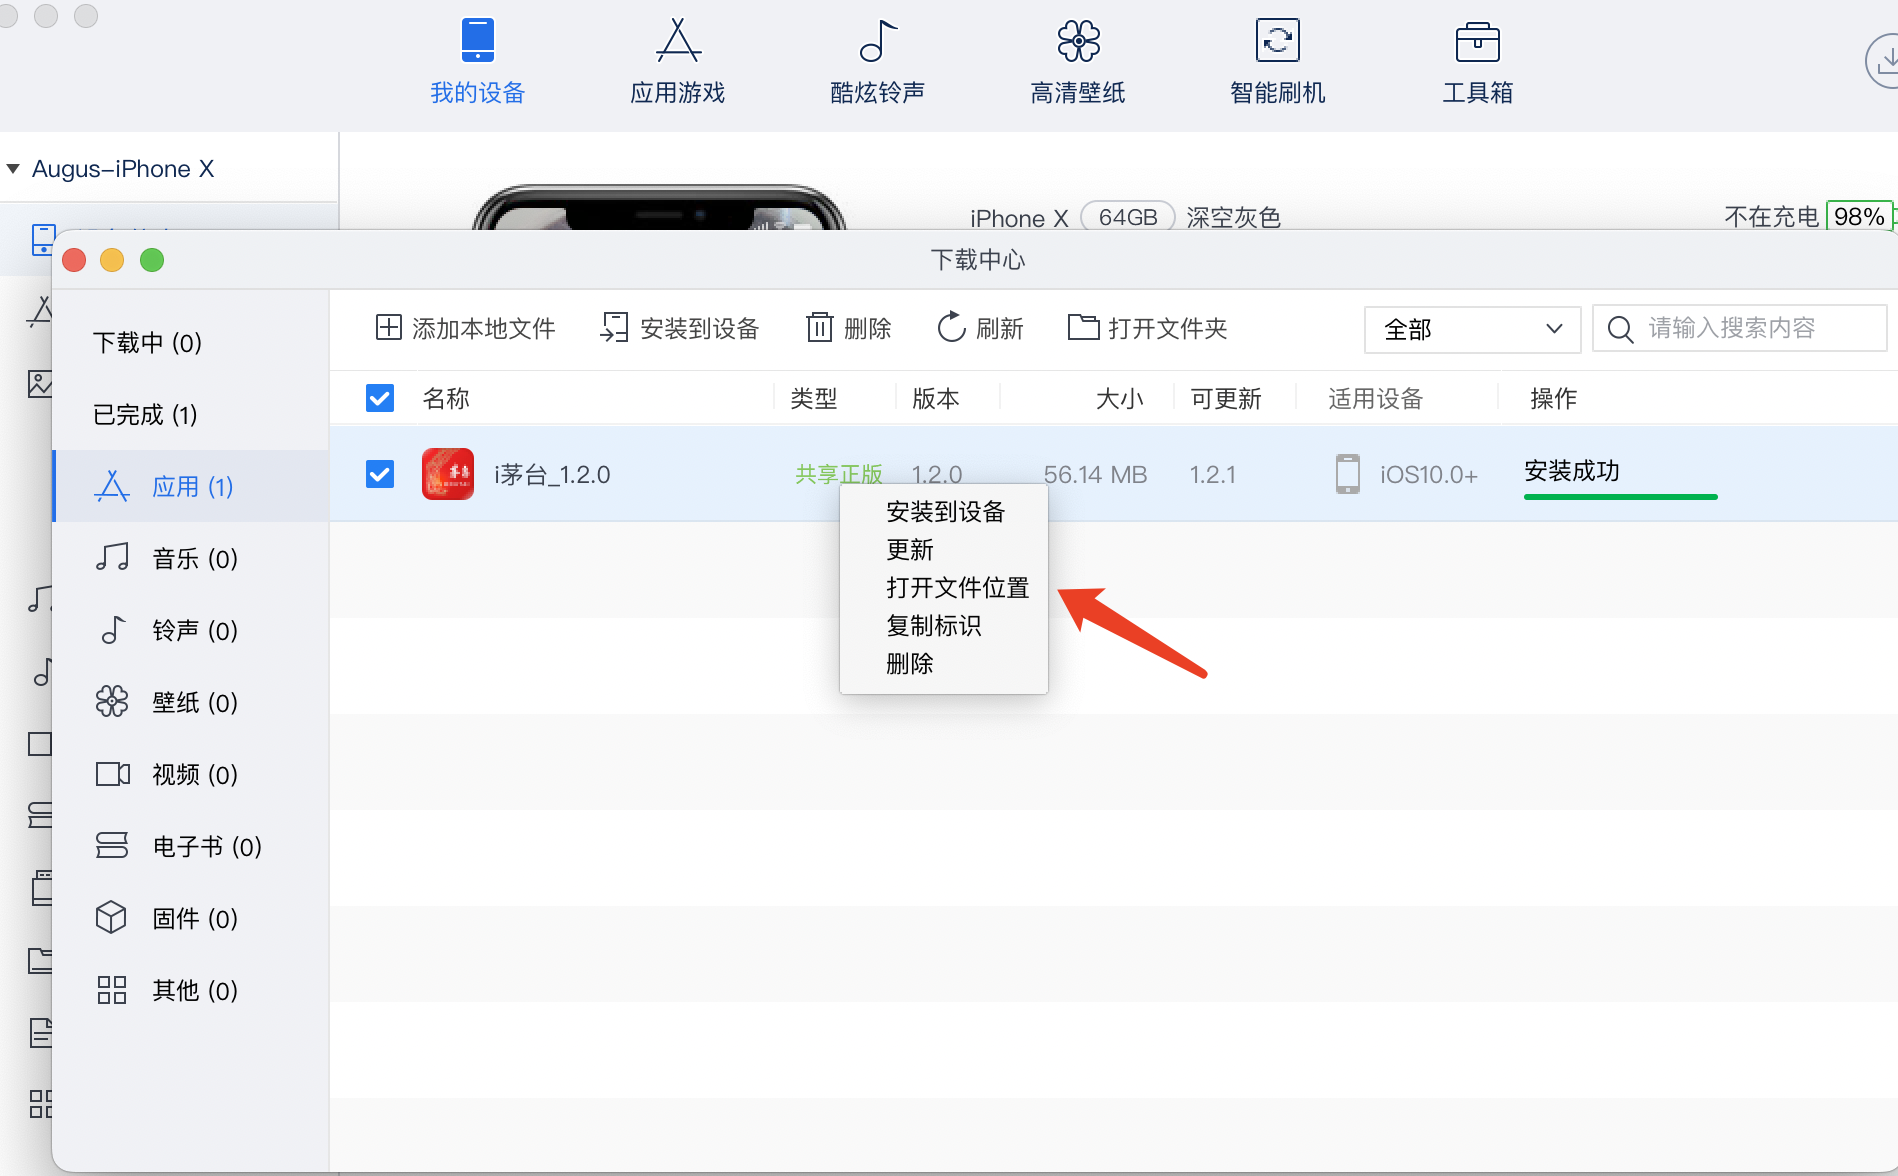 我的设备
应用游戏
酷炫铃声
高清壁纸
智能刷机
工具箱
Augus-iPhone X
iPhone X 64GB 深空灰色
不在充电 98%
下载中心
下载中 (0)
已完成 (1)
应用 (1)
音乐 (0)
铃声 (0)
壁纸 (0)
视频 (0)
电子书 (0)
固件 (0)
其他 (0)
添加本地文件 安装到设备 删除 刷新 打开文件夹 全部 请输入搜索内容
名称 类型 版本 大小 可更新 适用设备 操作
i茅台_1.2.0 共享正版 1.2.0 56.14 MB 1.2.1 iOS10.0+ 安装成功
安装到设备
更新
打开文件位置
复制标识
删除